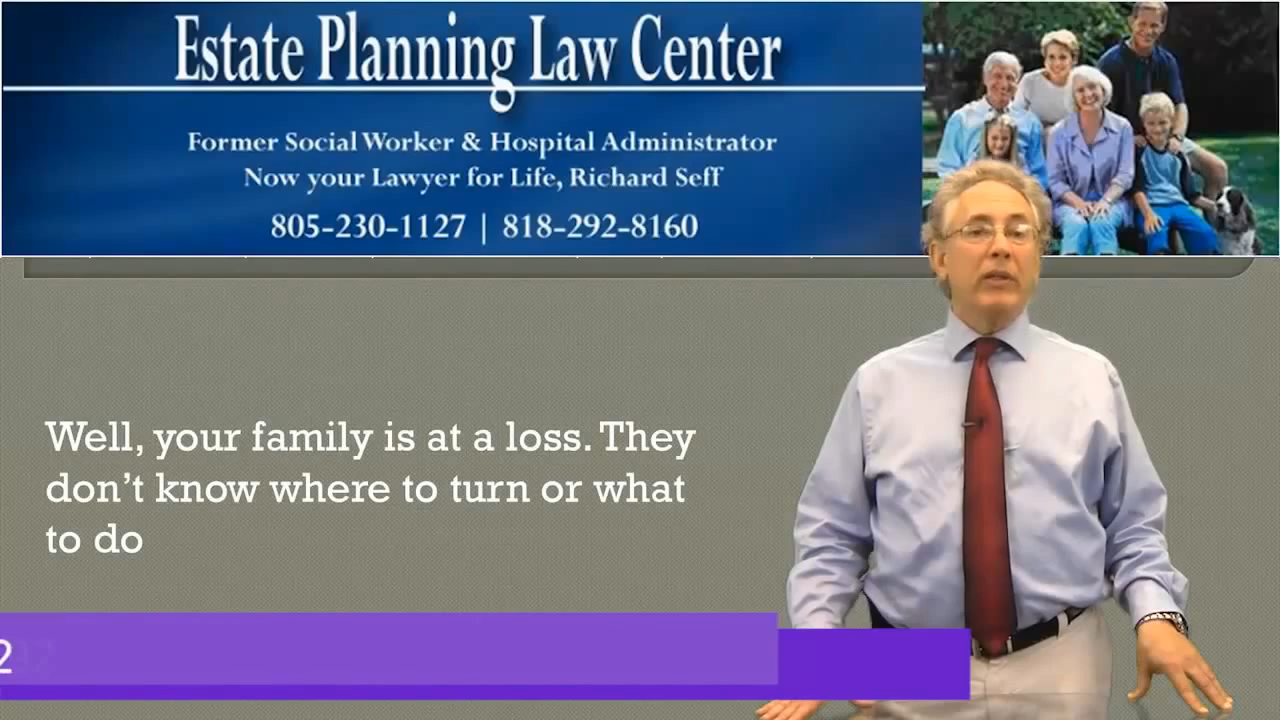 Estate Planning Law Center
Former Social Worker & Hospital Administrator
Now your Lawyer for Life, Richard Seff
805-230-1127 | 818-292-8160
Well, your family is at a loss. They
don’t know where to turn or what
to do
2